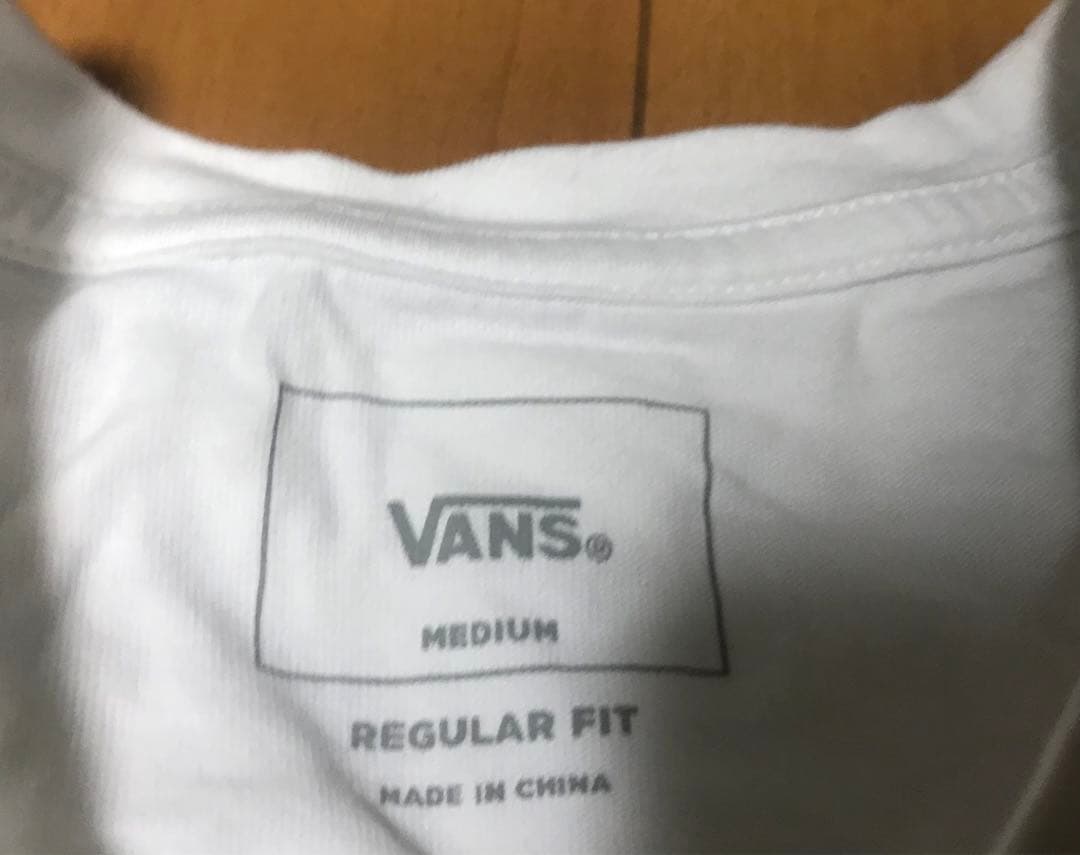 VANS®
MEDIUM
REGULAR FIT
MADE IN CHINA